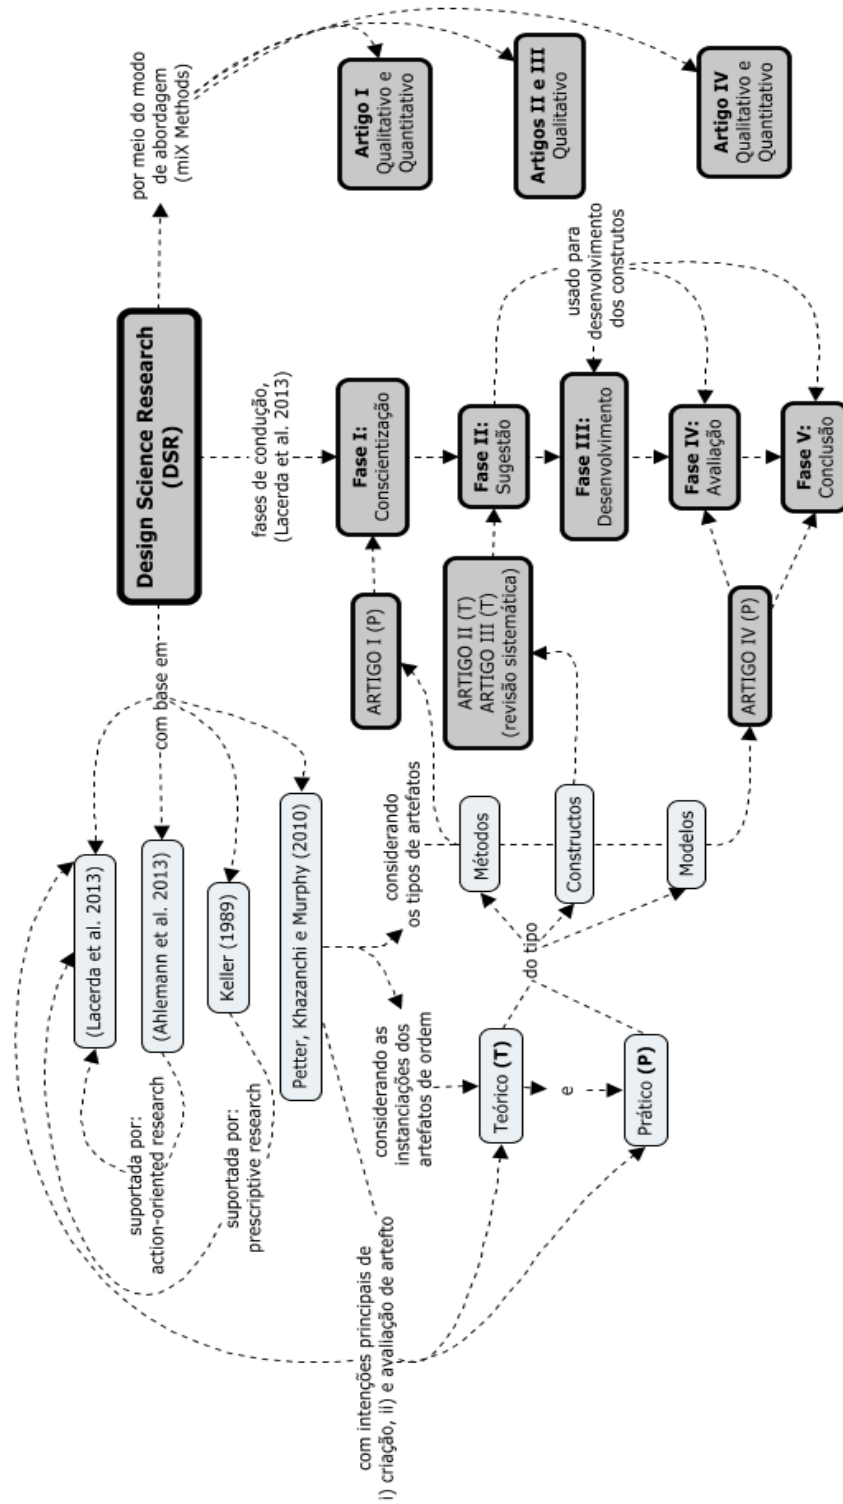 Design Science Research
(DSR)
com base em
fases de condução,
(Lacerda et al. 2013)
por meio do modo
de abordagem
(miX Methods)
(Lacerda et al. 2013)
(Ahlemann et al. 2013)
Keller (1989)
Petter, Khazanchi e Murphy (2010)
suportada por:
action-oriented research
suportada por:
prescriptive research
com intenções principais de
i) criação, ii) e avaliação de artefto
considerando as
instanciações dos
artefatos de ordem
considerando
os tipos de artefatos
Teórico (T)
e
Prático (P)
do tipo
Métodos
Constructos
Modelos
ARTIGO I (P)
ARTIGO II (T)
ARTIGO III (T)
(revisão sistemática)
ARTIGO IV (P)
Fase I:
Conscientização
Fase II:
Sugestão
Fase III:
Desenvolvimento
Fase IV:
Avaliação
Fase V:
Conclusão
usado para
desenvolvimento
dos construtos
Artigo I
Qualitativo e
Quantitativo
Artigos II e III
Qualitativo
Artigo IV
Qualitativo e
Quantitativo